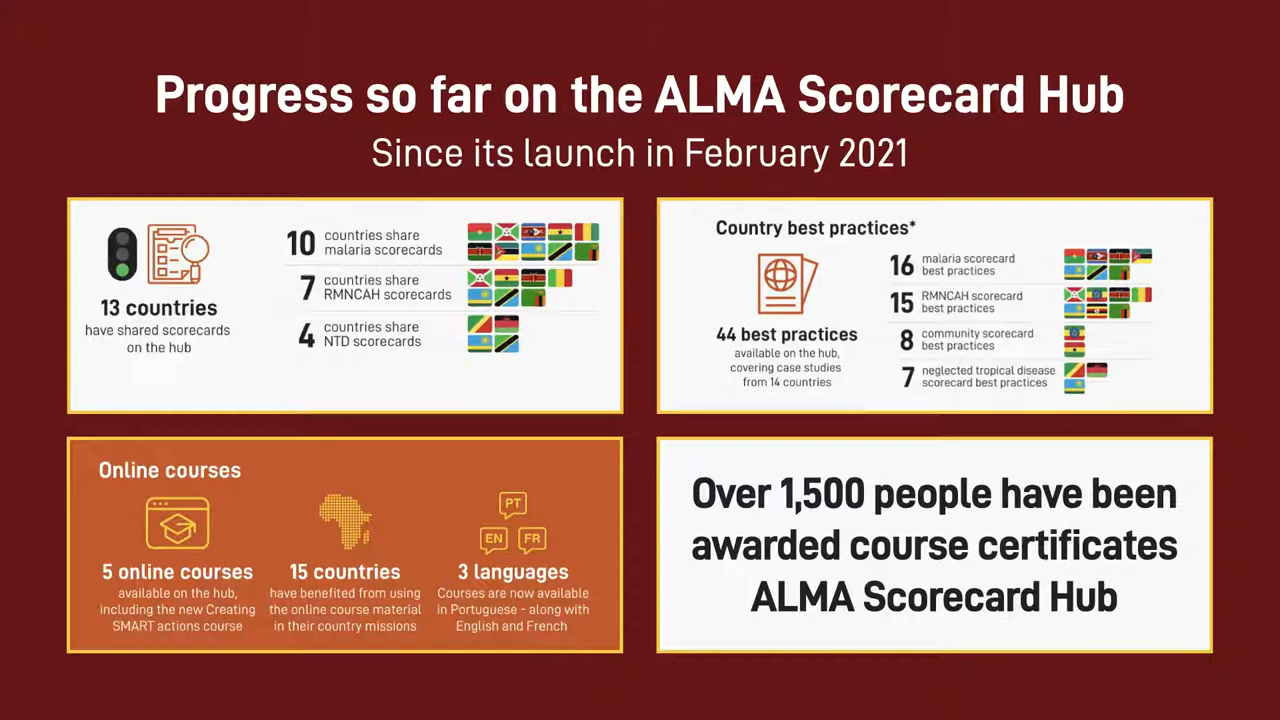 Progress so far on the ALMA Scorecard Hub
Since its launch in February 2021
13 countries
have shared scorecards
on the hub
10 countries share
malaria scorecards
7 countries share
RMNCAH scorecards
4 countries share
NTD scorecards
Country best practices*
44 best practices
available on the hub,
covering case studies
from 14 countries
16 malaria scorecard
best practices
15 RMNCAH scorecard
best practices
8 community scorecard
best practices
7 neglected tropical disease
scorecard best practices
Online courses
5 online courses
available on the hub,
including the new Creating
SMART actions course
15 countries
have benefited from using
the online course material
in their country missions
PT
EN FR
3 languages
Courses are now available
in Portuguese - along with
English and French
Over 1,500 people have been
awarded course certificates
ALMA Scorecard Hub